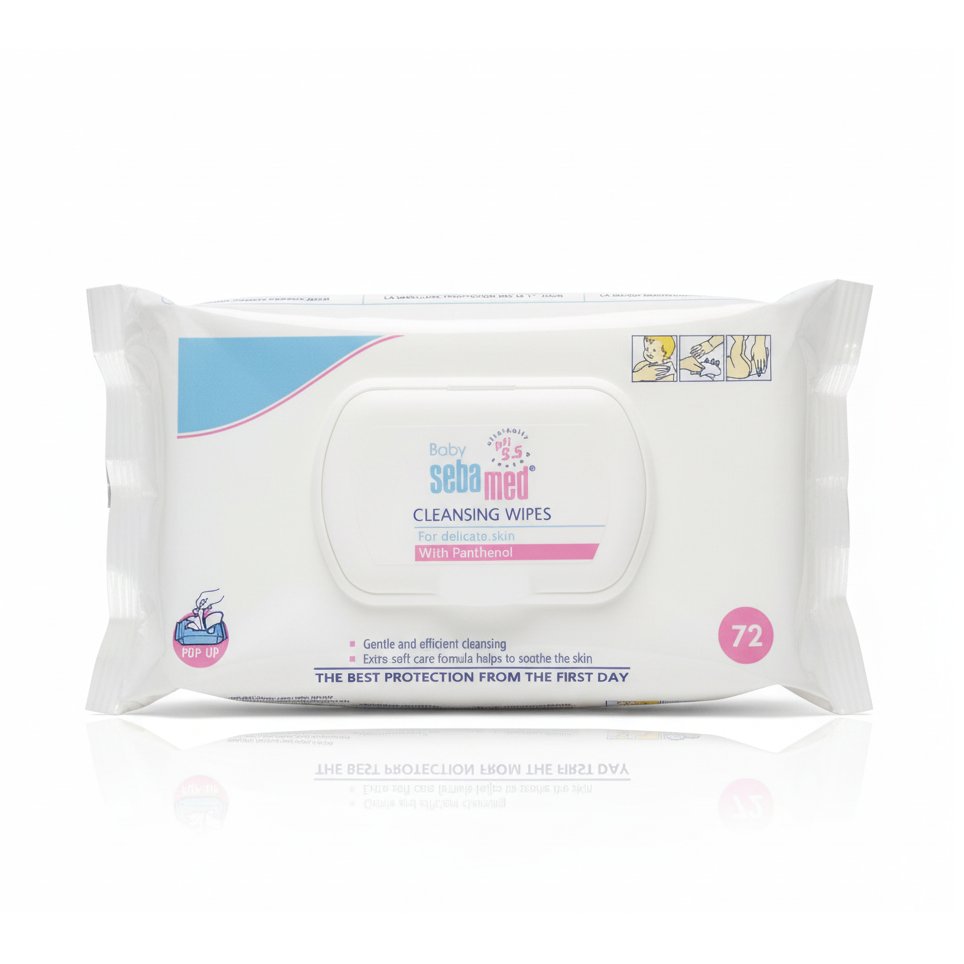 Baby
pH
5.5
sebamed®
CLEANSING WIPES
For delicate skin
With Panthenol
POP UP
72
Gentle and efficient cleansing
Extra soft care formula helps to soothe the skin
THE BEST PROTECTION FROM THE FIRST DAY